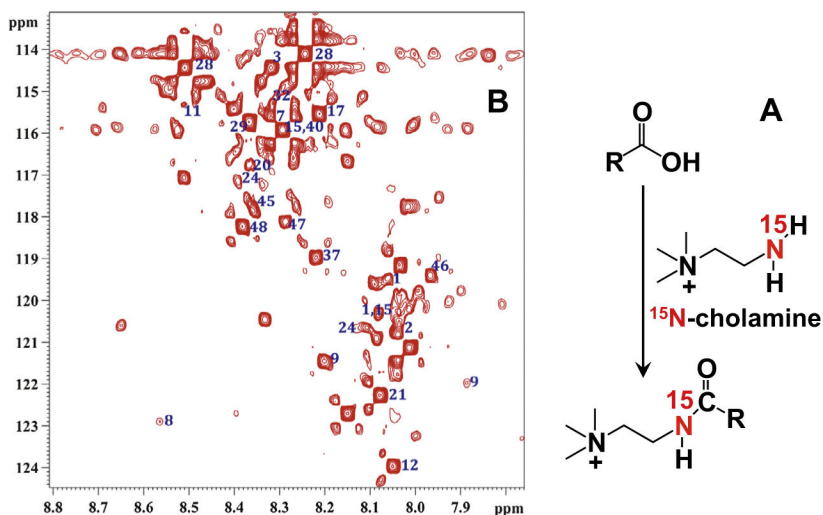 ppm
114
115
116
117
118
119
120
121
122
123
124
8.8
8.7
8.6
8.5
8.4
8.3
8.2
8.1
8.0
7.9
ppm
B
28
3
28
11
32
7
17
29
15,40
20
24
45
48
47
37
46
1
1,15
24
2
9
21
9
8
12
A
O
R
OH
15
H
N
N
H
+
15N-cholamine
O
15
C
N
R
N
H
+